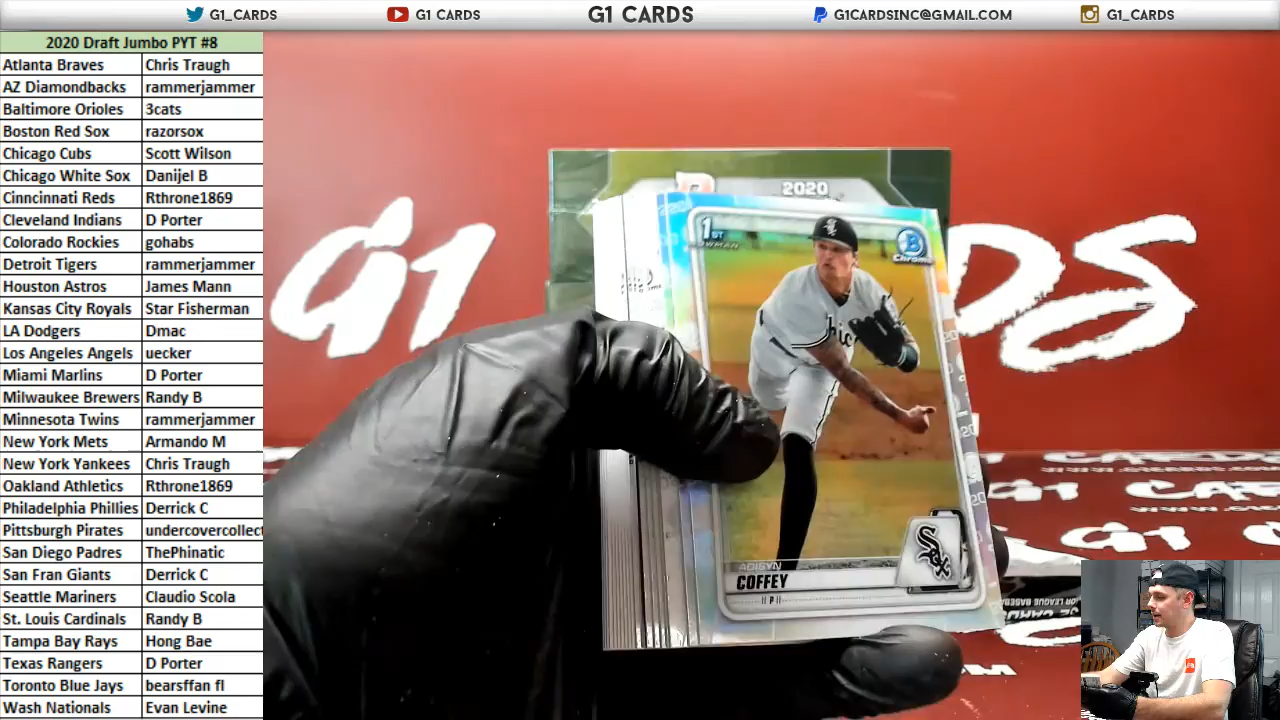 G1_CARDS
G1 CARDS
G1 CARDS
G1CARDSINC@GMAIL.COM
G1_CARDS
2020 Draft Jumbo PYT #8
Atlanta Braves Chris Traugh
AZ Diamondbacks rammerjammer
Baltimore Orioles 3cats
Boston Red Sox razorsox
Chicago Cubs Scott Wilson
Chicago White Sox Danijel B
Cinncinnati Reds Rthrone1869
Cleveland Indians D Porter
Colorado Rockies gohabs
Detroit Tigers rammerjammer
Houston Astros James Mann
Kansas City Royals Star Fisherman
LA Dodgers Dmac
Los Angeles Angels uecker
Miami Marlins D Porter
Milwaukee Brewers Randy B
Minnesota Twins rammerjammer
New York Mets Armando M
New York Yankees Chris Traugh
Oakland Athletics Rthrone1869
Philadelphia Phillies Derrick C
Pittsburgh Pirates undercovercollect
San Diego Padres ThePhinatic
San Fran Giants Derrick C
Seattle Mariners Claudio Scola
St. Louis Cardinals Randy B
Tampa Bay Rays Hong Bae
Texas Rangers D Porter
Toronto Blue Jays bearsffan fl
Wash Nationals Evan Levine
G1
DS
2020
1ST
BOWMAN
B
Chrome
Sox
ADISYN
COFFEY
P
G1 CARDS
G1 CA